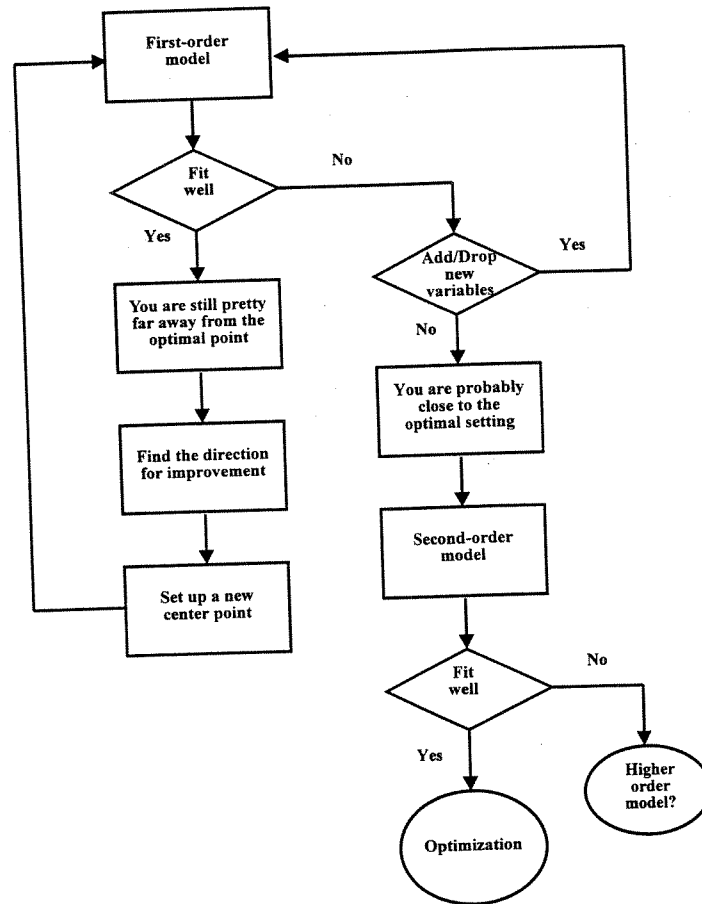 First-order
model
Fit
well
No
Yes
Add/Drop
new
variables
Yes
No
You are still pretty
far away from the
optimal point
You are probably
close to the
optimal setting
Find the direction
for improvement
Second-order
model
Set up a new
center point
Fit
well
No
Yes
Higher
order
model?
Optimization